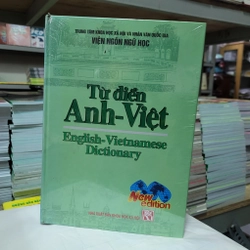 TRUNG TÂM KHOA HỌC XÃ HỘI VÀ NHÂN VĂN QUỐC GIA
VIỆN NGÔN NGỮ HỌC
Từ điển
Anh-Việt
English-Vietnamese
Dictionary
New
edition